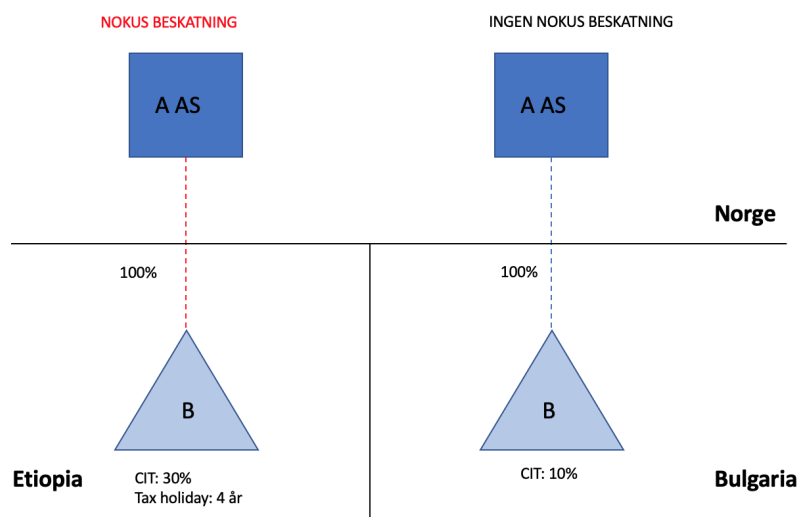 NOKUS BESKATNING
INGEN NOKUS BESKATNING
A AS
A AS
Norge
100%
100%
B
B
Etiopia
CIT: 30%
Tax holiday: 4 år
CIT: 10%
Bulgaria